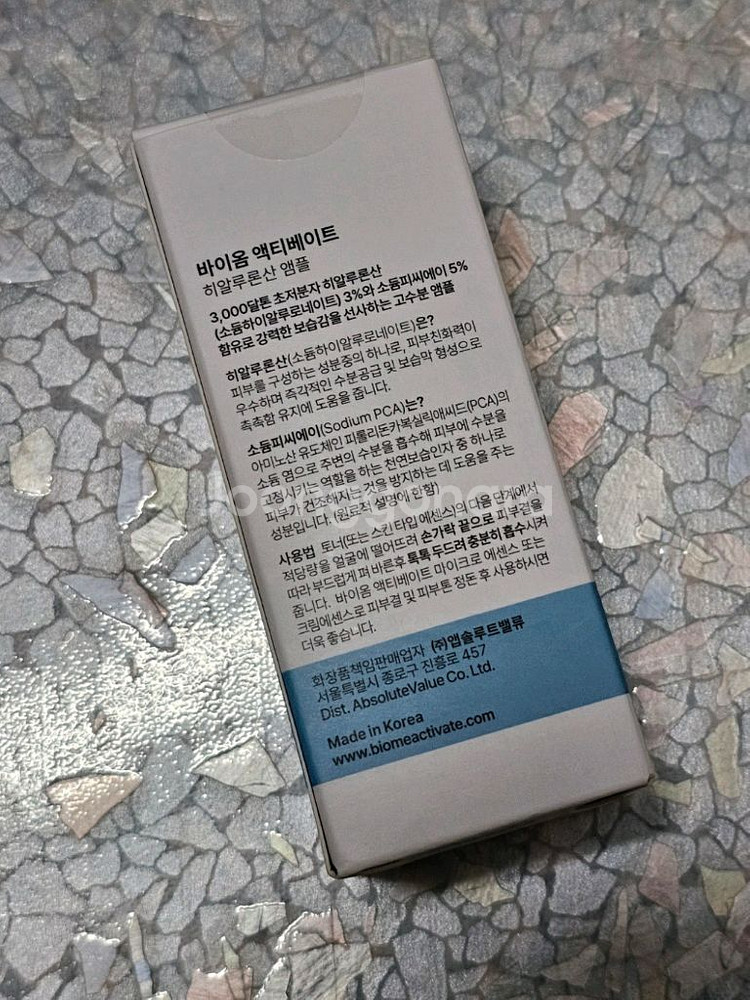 바이옴 액티베이트
히알루론산 앰플
3,000달톤 초저분자 히알루론산
(소듐하이알루로네이트) 3%와 소듐피씨에이 5%
함유로 강력한 보습감을 선사하는 고수분 앰플
히알루론산(소듐하이알루로네이트)은?
피부를 구성하는 성분중의 하나로, 피부친화력이
우수하며 즉각적인 수분공급 및 보습막 형성으로
촉촉함 유지에 도움을 줍니다.
소듐피씨에이(Sodium PCA)는?
아미노산 유도체인 피롤리돈카복실릭애씨드(PCA)의
소듐 염으로 주변의 수분을 흡수해 피부에 수분을
고정시키는 역할을 하는 천연보습인자 중 하나로
피부가 건조해지는 것을 방지하는 데 도움을 주는
성분입니다. (원료적 설명에 한함)
사용법 토너(또는 스킨 타입 에센스)의 다음 단계에서
적당량을 얼굴에 떨어뜨려 손가락 끝으로 피부결을
따라 부드럽게 펴 바른후 톡톡 두드려 충분히 흡수시켜
줍니다. 바이옴 액티베이트 마이크로 에센스 또는
크림에센스로 피부결 및 피부톤 정돈 후 사용하시면
더욱 좋습니다.
화장품책임판매업자 (주)앱솔루트밸류
서울특별시 종로구 진흥로 457
Dist. AbsoluteValue Co. Ltd.
Made in Korea
www.biomeactivate.com